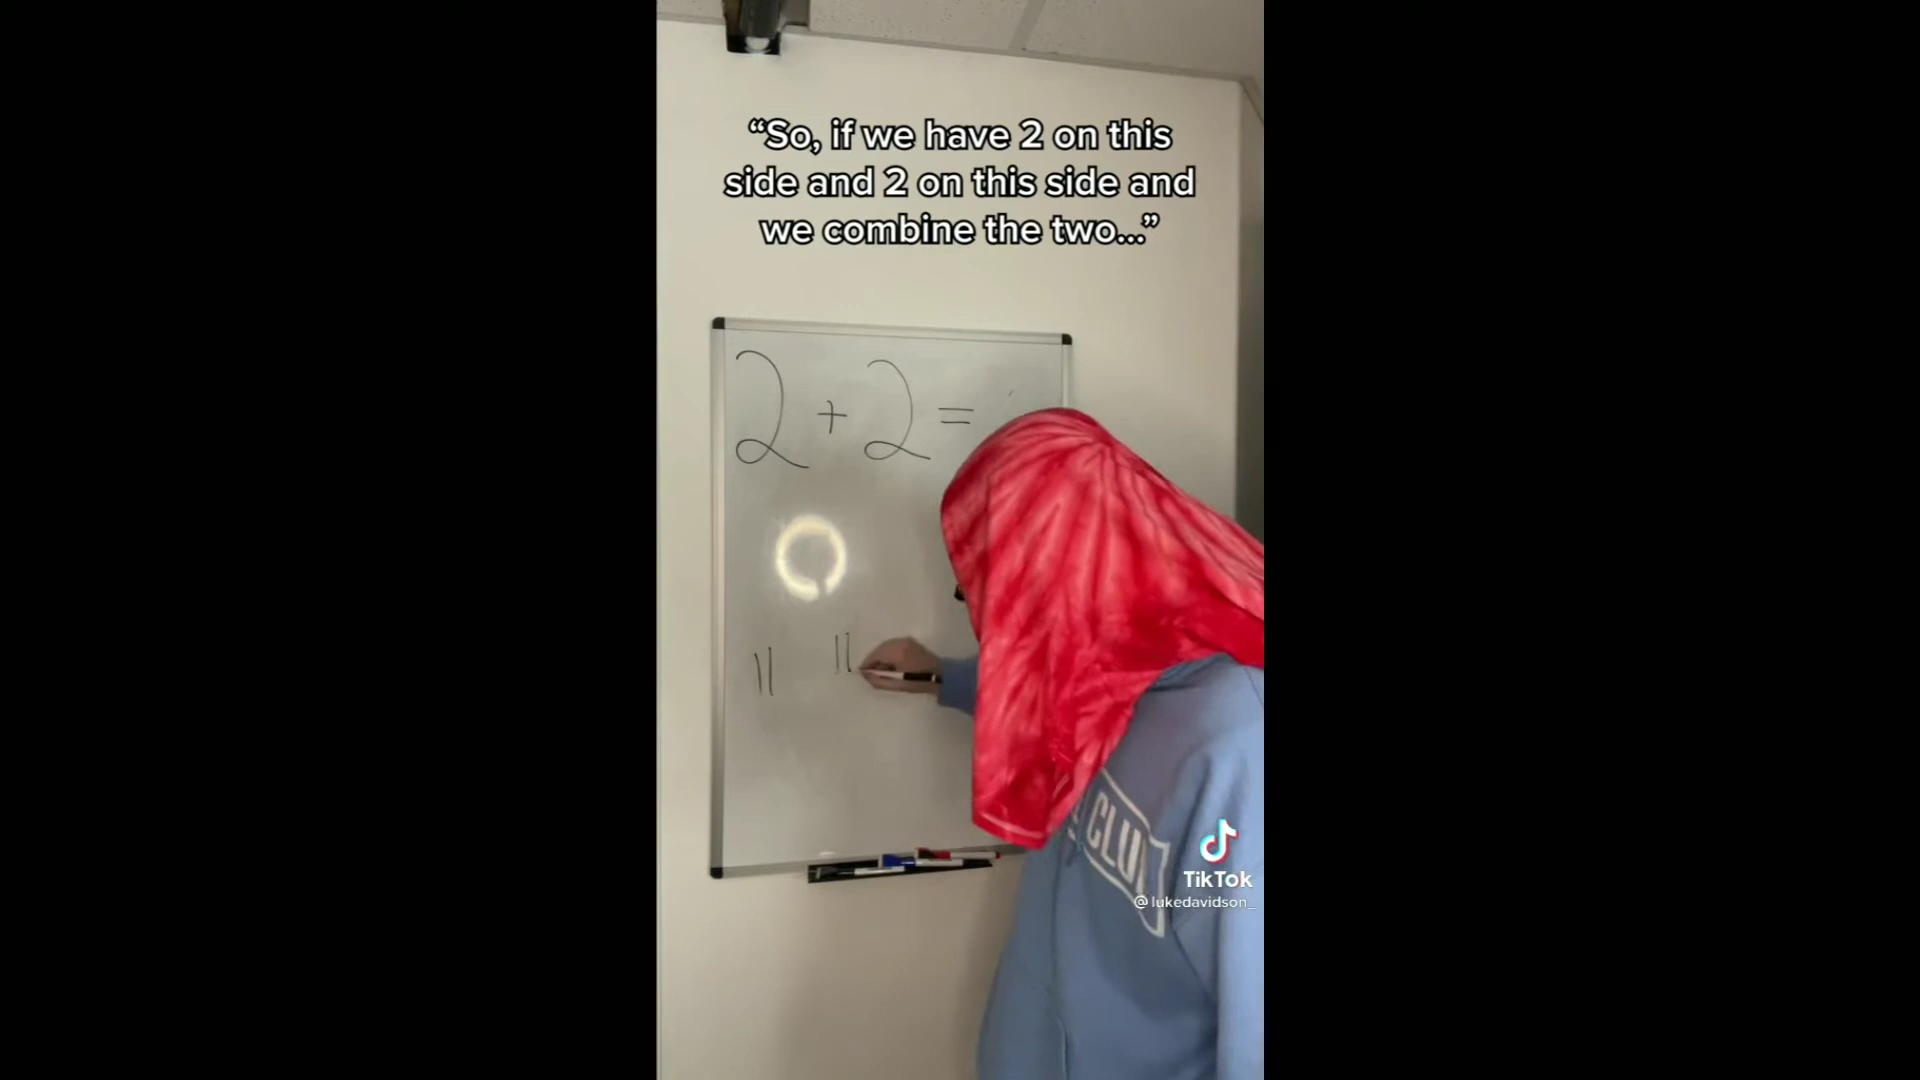 “So, if we have 2 on this
side and 2 on this side and
we combine the two...”
2 + 2 =
|| ||
CLU
TikTok
@lukedavidson_